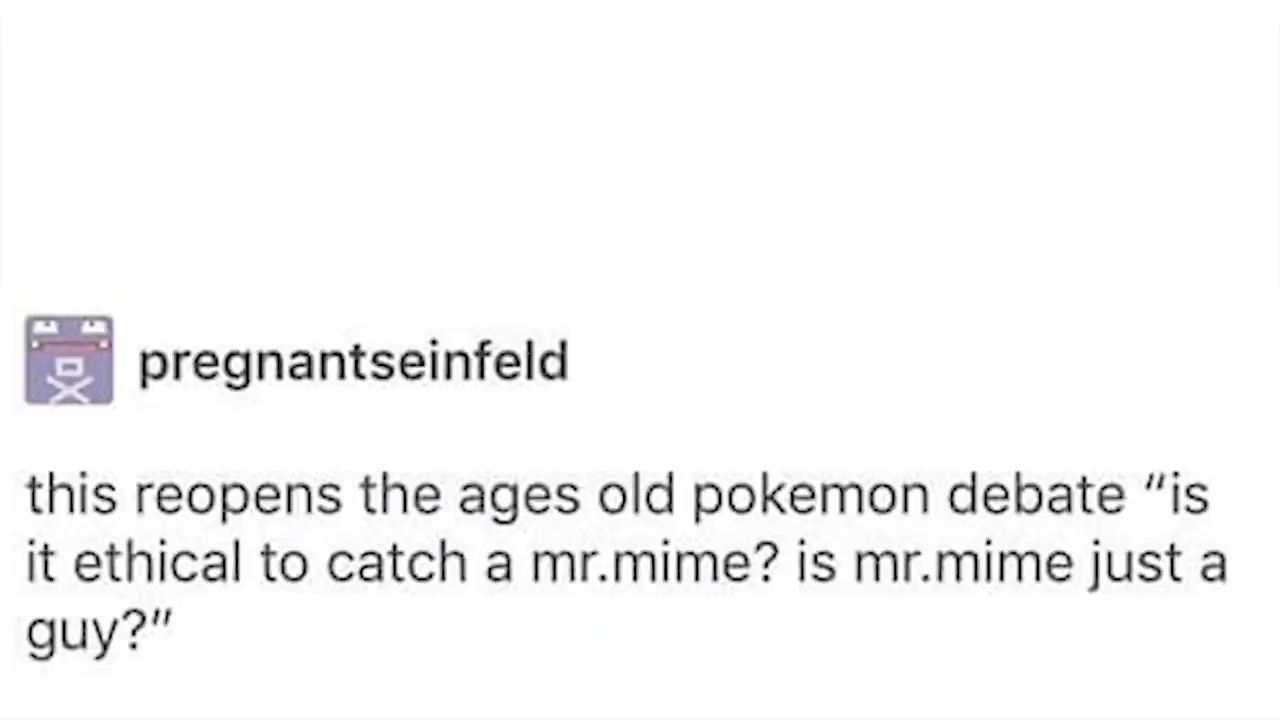 pregnantseinfeld
this reopens the ages old pokemon debate “is
it ethical to catch a mr.mime? is mr.mime just a
guy?”